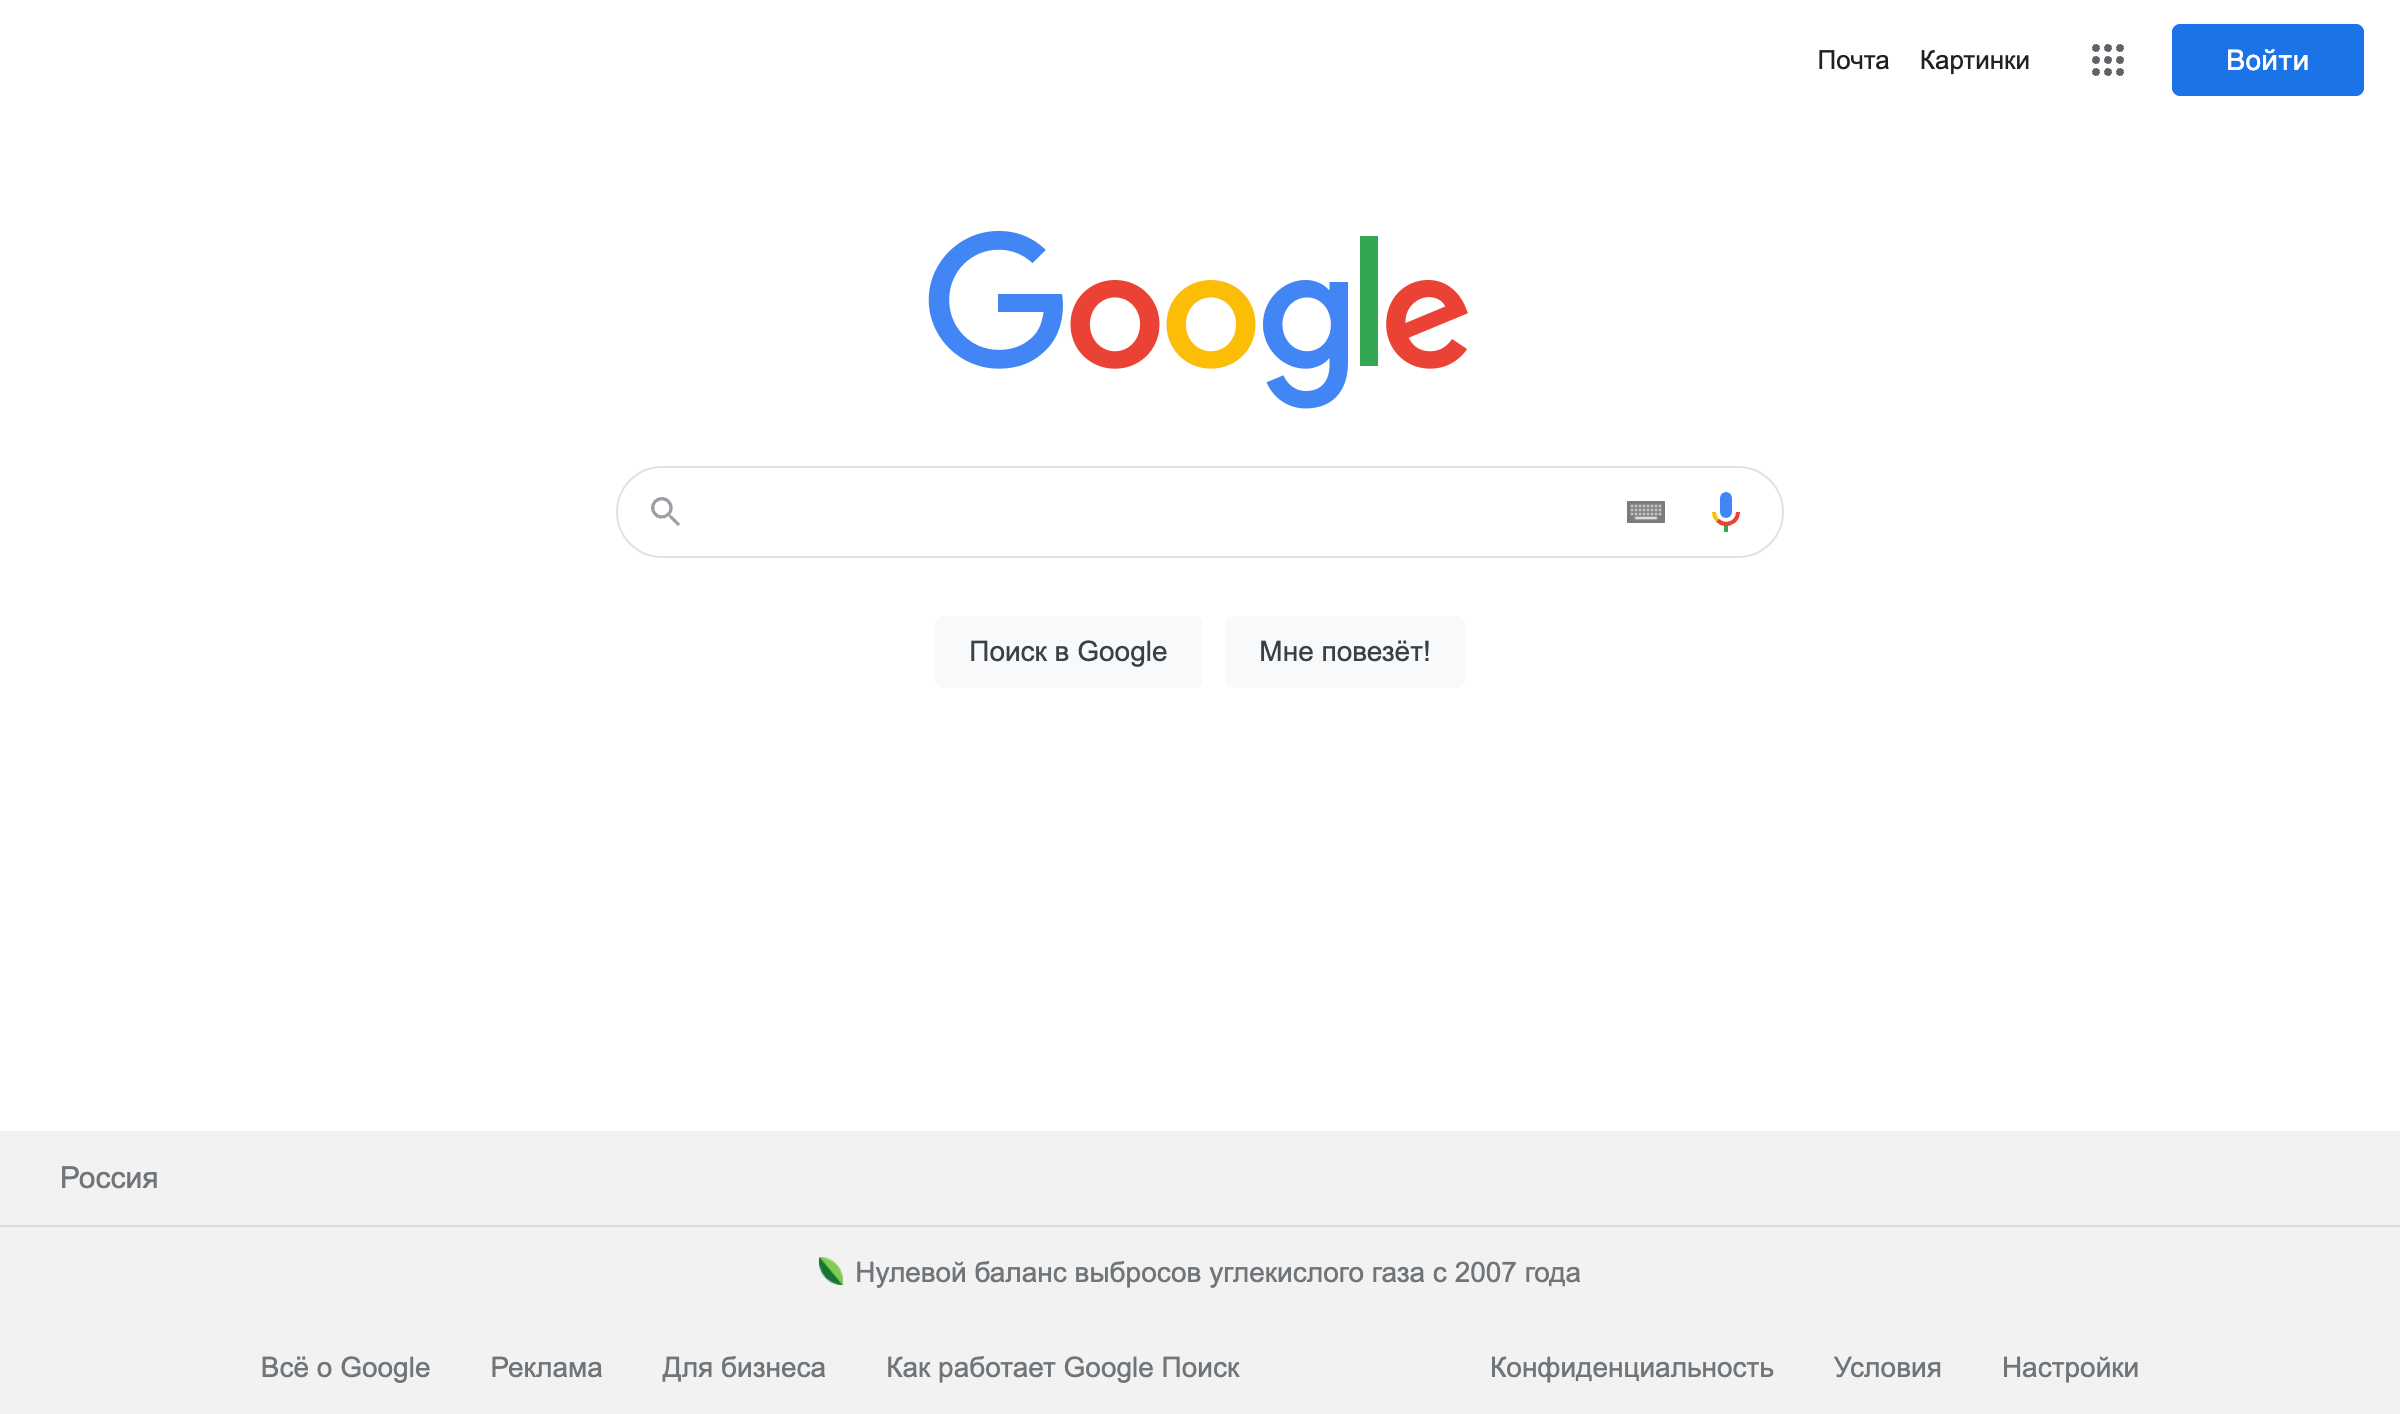 Почта Картинки Войти
Google
Поиск в Google Мне повезёт!
Россия
Нулевой баланс выбросов углекислого газа с 2007 года
Всё о Google Реклама Для бизнеса Как работает Google Поиск Конфиденциальность Условия Настройки